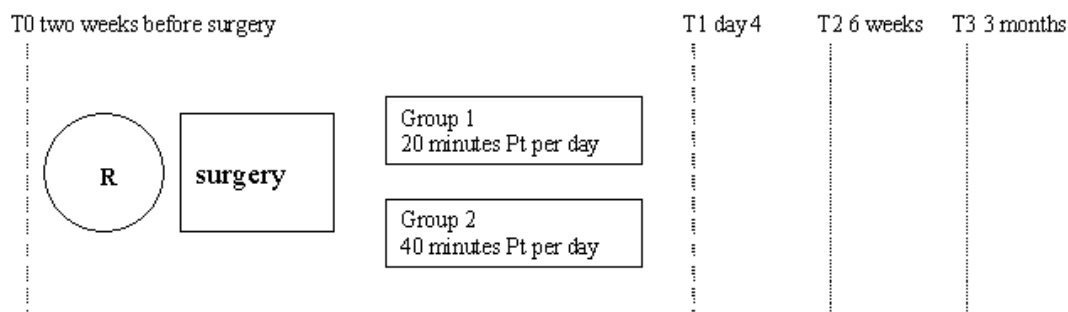 T0 two weeks before surgery
T1 day 4
T2 6 weeks
T3 3 months
R
surgery
Group 1
20 minutes Pt per day
Group 2
40 minutes Pt per day